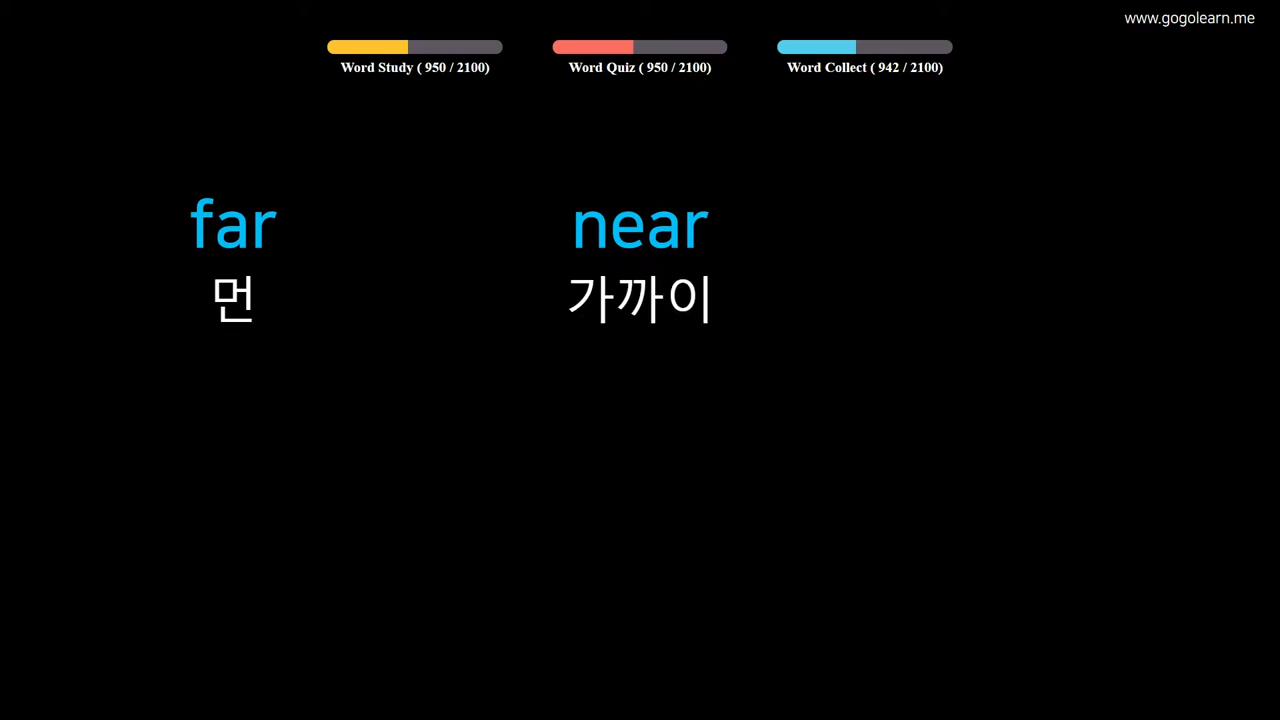 www.gogolearn.me
Word Study ( 950 / 2100)
Word Quiz ( 950 / 2100)
Word Collect ( 942 / 2100)
far
먼
near
가까이